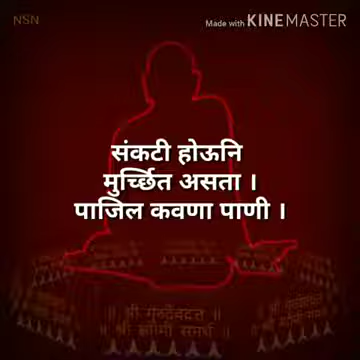 NSN
Made with KINEMASTER
संकटी होऊनि
मुर्च्छित असता ।
पाजिल कवणा पाणी ।
॥ श्री गुरुदेवदत्त ॥
॥ श्री स्वामी समर्थ ॥